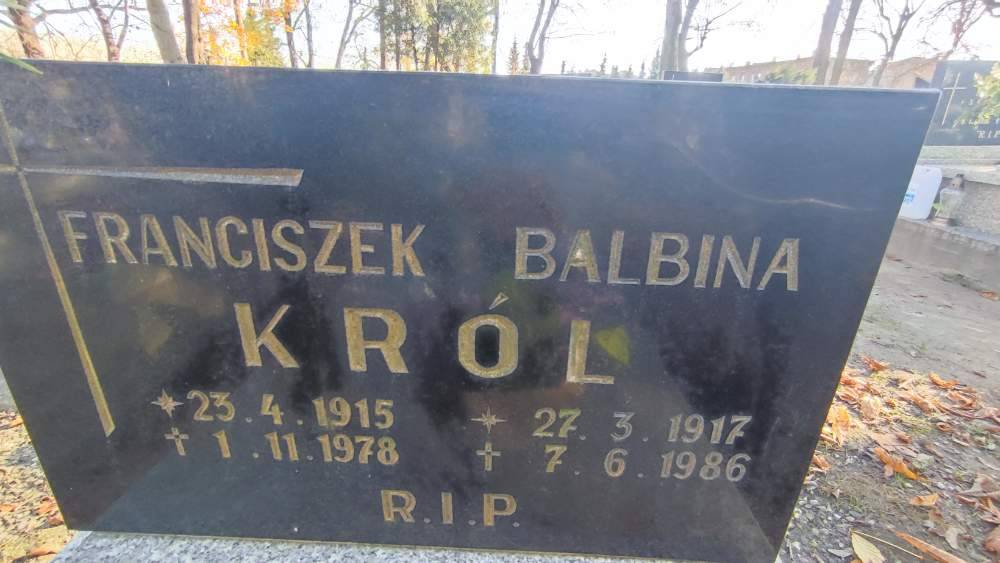 FRANCISZEK BALBINA
KRÓL
23.4.1915 27.3.1917
1.11.1978 7.6.1986
R.I.P.
R.I.P